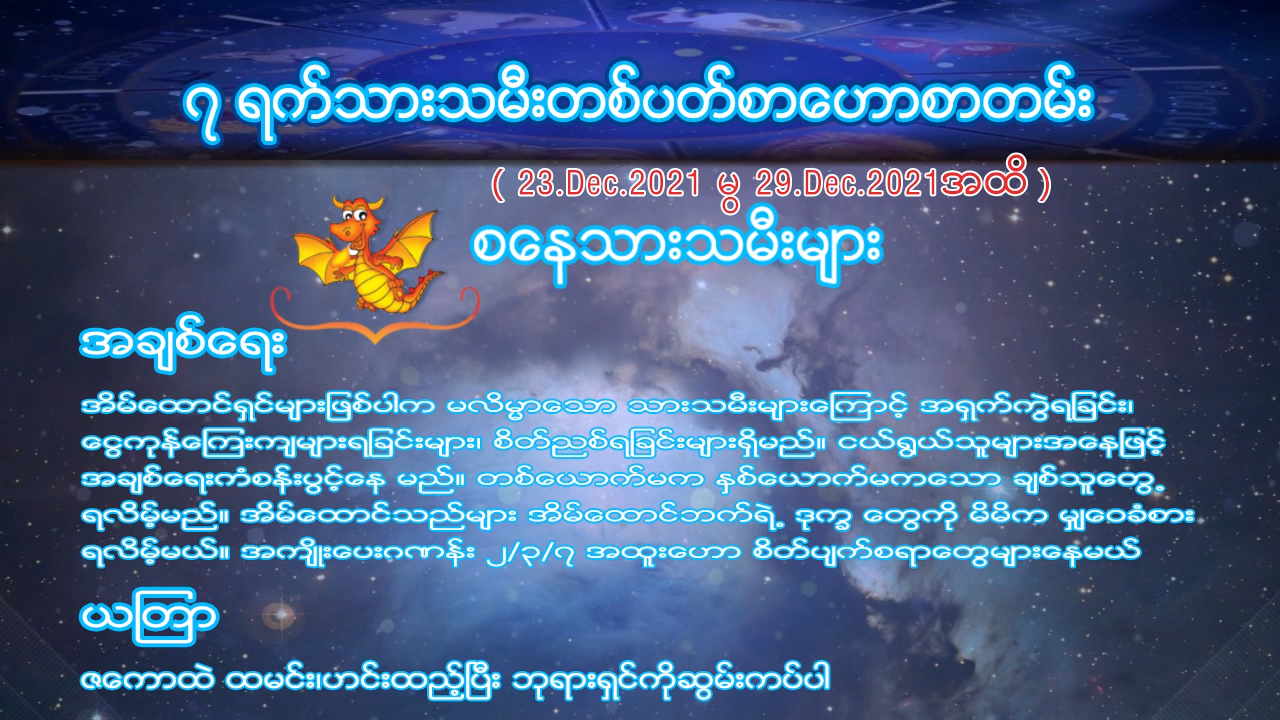 ၇ ရက်သားသမီးတစ်ပတ်စာဟောစာတမ်း
( 23.Dec.2021 မှ 29.Dec.2021အထိ )
စနေသားသမီးများ
အချစ်ရေး
အိမ်ထောင်ရှင်များဖြစ်ပါက မလိမ္မာသော သားသမီးများကြောင့် အရှက်ကွဲရခြင်း၊
ငွေကုန်ကြေးကျများရခြင်းများ၊ စိတ်ညစ်ရခြင်းများရှိမည်။ ငယ်ရွယ်သူများအနေဖြင့်
အချစ်ရေးကံစန်းပွင့်နေ မည်။ တစ်ယောက်မက နှစ်ယောက်မကသော ချစ်သူတွေ့
ရလိမ့်မည်။ အိမ်ထောင်သည်များ အိမ်ထောင်ဘက်ရဲ့ ဒုက္ခ တွေကို မိမိက မျှဝေခံစား
ရလိမ့်မယ်။ အကျိုးပေးဂဏန်း ၂/၃/၇ အထူးဟော စိတ်ပျက်စရာတွေများနေမယ်
ယတြာ
ဇကောထဲ ထမင်း၊ဟင်းထည့်ပြီး ဘုရားရှင်ကိုဆွမ်းကပ်ပါ